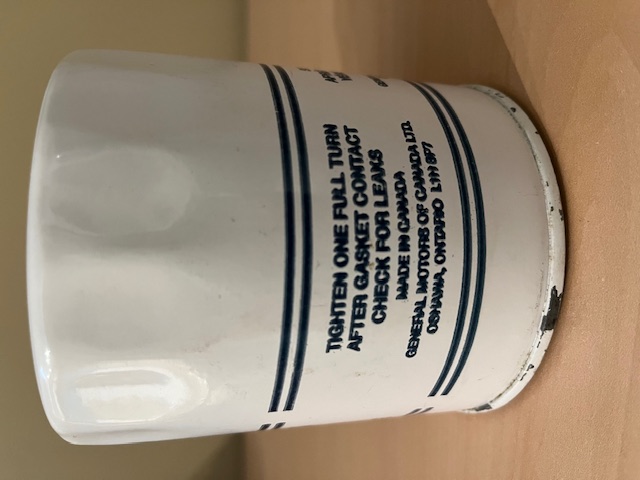 TIGHTEN ONE FULL TURN
AFTER GASKET CONTACT
CHECK FOR LEAKS
MADE IN CANADA
GENERAL MOTORS OF CANADA LTD.
OSHAWA, ONTARIO L1H 8P7